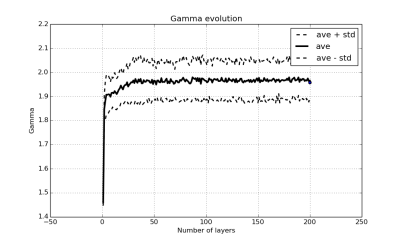 Gamma evolution
2.2
2.1
2.0
1.9
1.8
1.7
1.6
1.5
1.4
Gamma
ave + std
ave
ave - std
−50
0
50
100
150
200
250
Number of layers